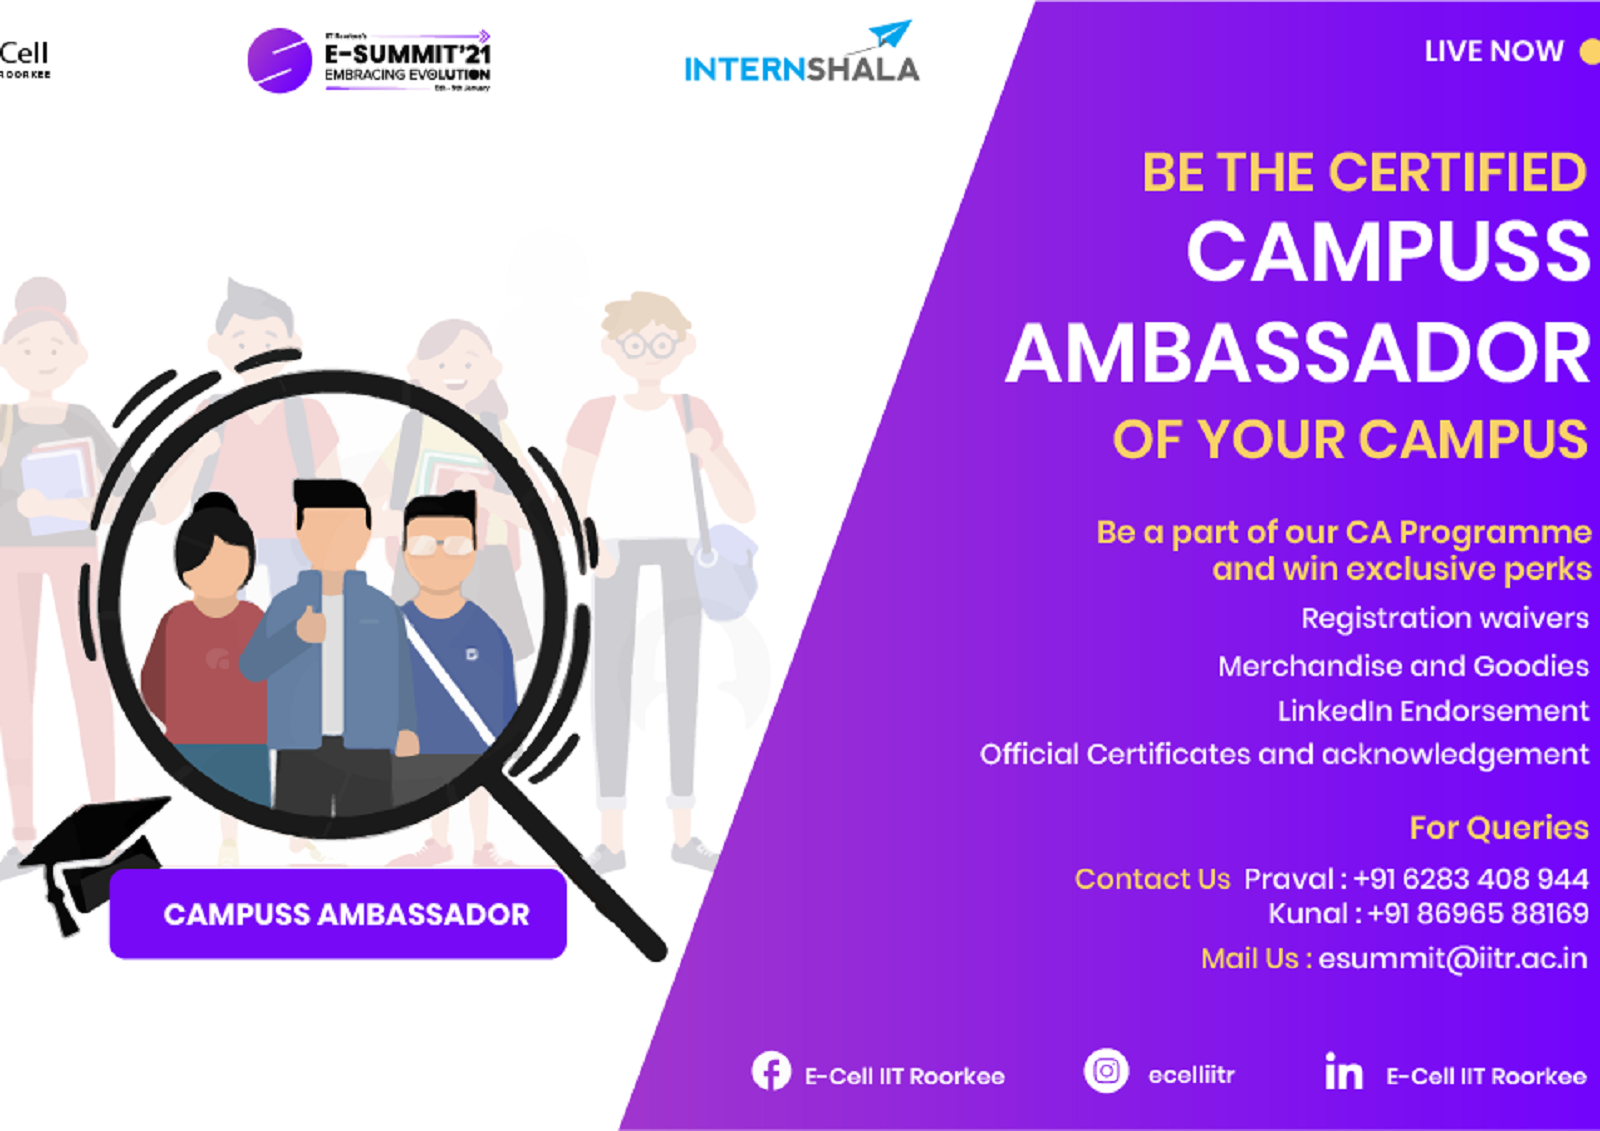 Cell
ROORKEE
IIT Roorkee's
E-SUMMIT'21
EMBRACING EVOLUTION
INTERNSHALA
LIVE NOW
BE THE CERTIFIED
CAMPUSS
AMBASSADOR
OF YOUR CAMPUS
Be a part of our CA Programme
and win exclusive perks
Registration waivers
Merchandise and Goodies
LinkedIn Endorsement
Official Certificates and acknowledgement
For Queries
Contact Us Praval : +91 6283 408 944
Kunal : +91 86965 88169
Mail Us : esummit@iitr.ac.in
CAMPUSS AMBASSADOR
E-Cell IIT Roorkee
ecelliitr
E-Cell IIT Roorkee